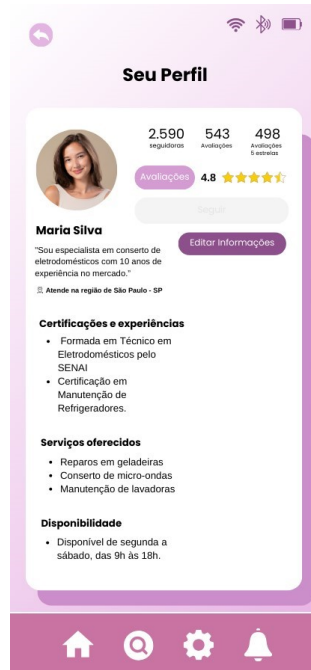 Seu Perfil
2.590 543 498
seguidoras Avaliações Avaliações
5 estrelas
Avaliações 4.8
Seguir
Maria Silva
Editar Informações
"Sou especialista em conserto de
eletrodomésticos com 10 anos de
experiência no mercado."
Atende na região de São Paulo - SP
Certificações e experiências
• Formada em Técnico em
Eletrodomésticos pelo
SENAI
• Certificação em
Manutenção de
Refrigeradores.
Serviços oferecidos
• Reparos em geladeiras
• Conserto de micro-ondas
• Manutenção de lavadoras
Disponibilidade
• Disponível de segunda a
sábado, das 9h às 18h.